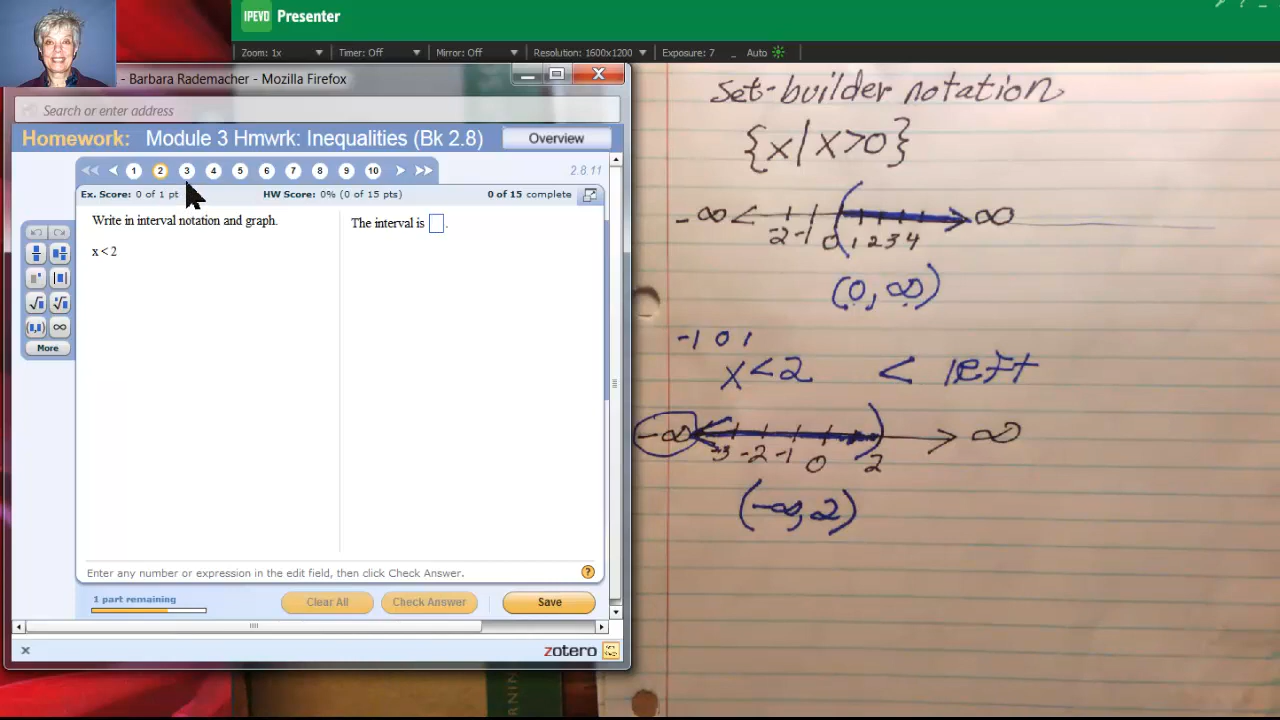 IPEVO Presenter
Zoom: 1x Timer: Off Mirror: Off Resolution: 1600x1200 Exposure: 7 _ Auto
- Barbara Rademacher - Mozilla Firefox
Search or enter address
Homework: Module 3 Hmwrk: Inequalities (Bk 2.8) Overview
1 2 3 4 5 6 7 8 9 10
2.8.11
Ex. Score: 0 of 1 pt HW Score: 0% (0 of 15 pts) 0 of 15 complete
Write in interval notation and graph.
x < 2
The interval is
More
Enter any number or expression in the edit field, then click Check Answer.
?
1 part remaining
Clear All Check Answer Save
zotero
set-builder notation
{x|x>0}
-∞ ∞
-2 -1 0 1 2 3 4
(0, ∞)
-1 0 1
x<2 < left
-∞ ∞
-3 -2 -1 0 2
(-∞, 2)